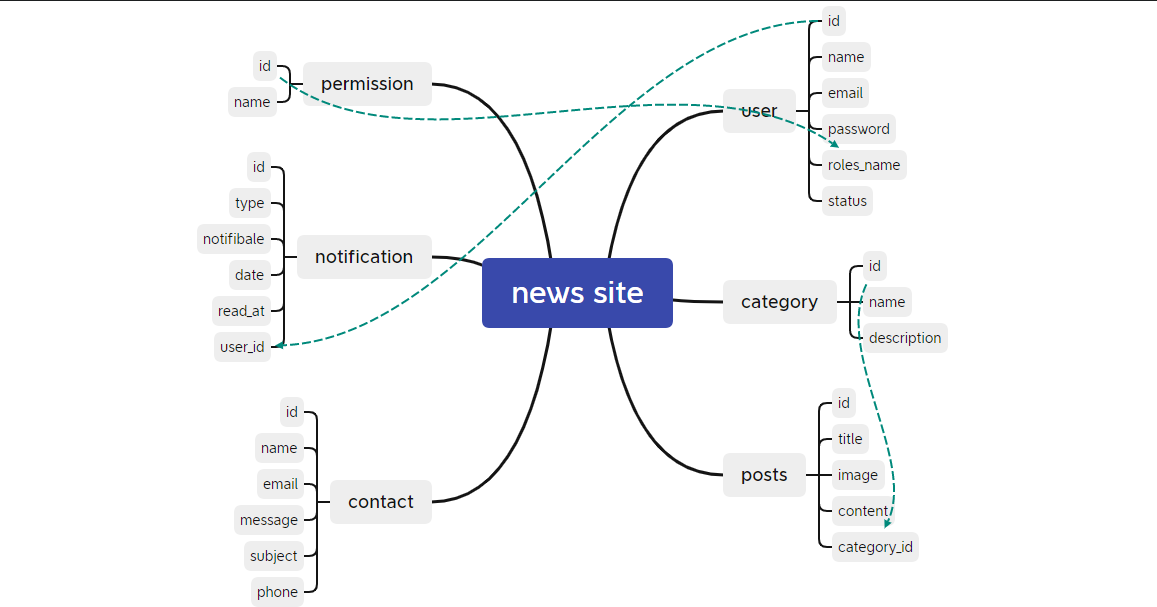 news site
permission
id
name
notification
id
type
notifibale
date
read_at
user_id
contact
id
name
email
message
subject
phone
user
id
name
email
password
roles_name
status
category
id
name
description
posts
id
title
image
content
category_id